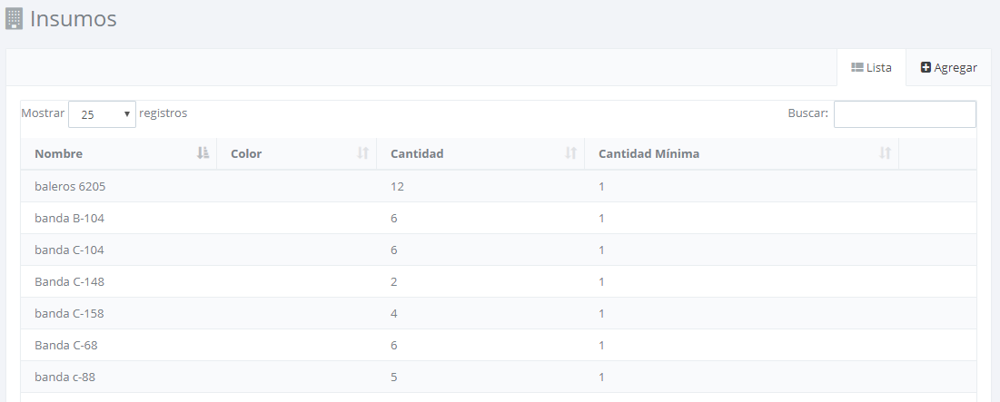 Insumos
Lista Agregar
Mostrar 25 registros Buscar:
Nombre Color Cantidad Cantidad Mínima
baleros 6205 12 1
banda B-104 6 1
banda C-104 6 1
Banda C-148 2 1
banda C-158 4 1
Banda C-68 6 1
banda c-88 5 1